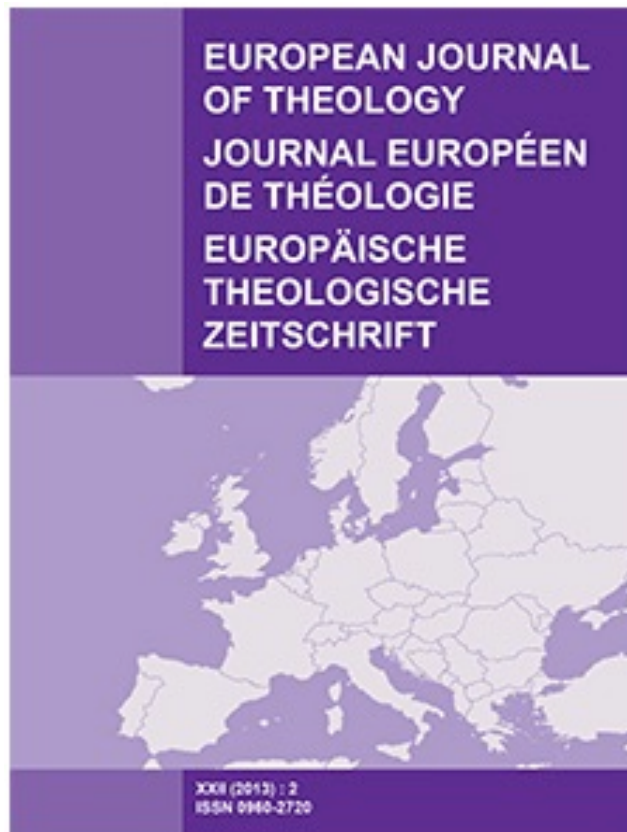 EUROPEAN JOURNAL
OF THEOLOGY
JOURNAL EUROPÉEN
DE THÉOLOGIE
EUROPÄISCHE
THEOLOGISCHE
ZEITSCHRIFT
XXII (2013) : 2
ISSN 0960-2720